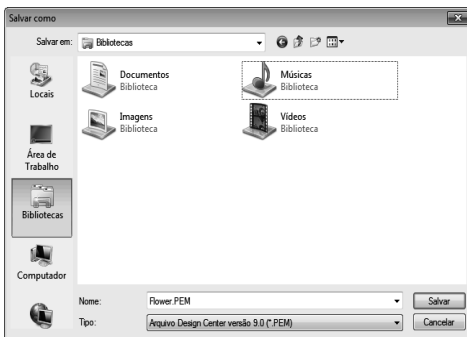 Salvar como
Salvar em:
Bibliotecas
Locais
Área de
Trabalho
Bibliotecas
Computador
Documentos
Biblioteca
Músicas
Biblioteca
Imagens
Biblioteca
Vídeos
Biblioteca
Nome:
Flower.PEM
Salvar
Tipo:
Arquivo Design Center versão 9.0 (*.PEM)
Cancelar